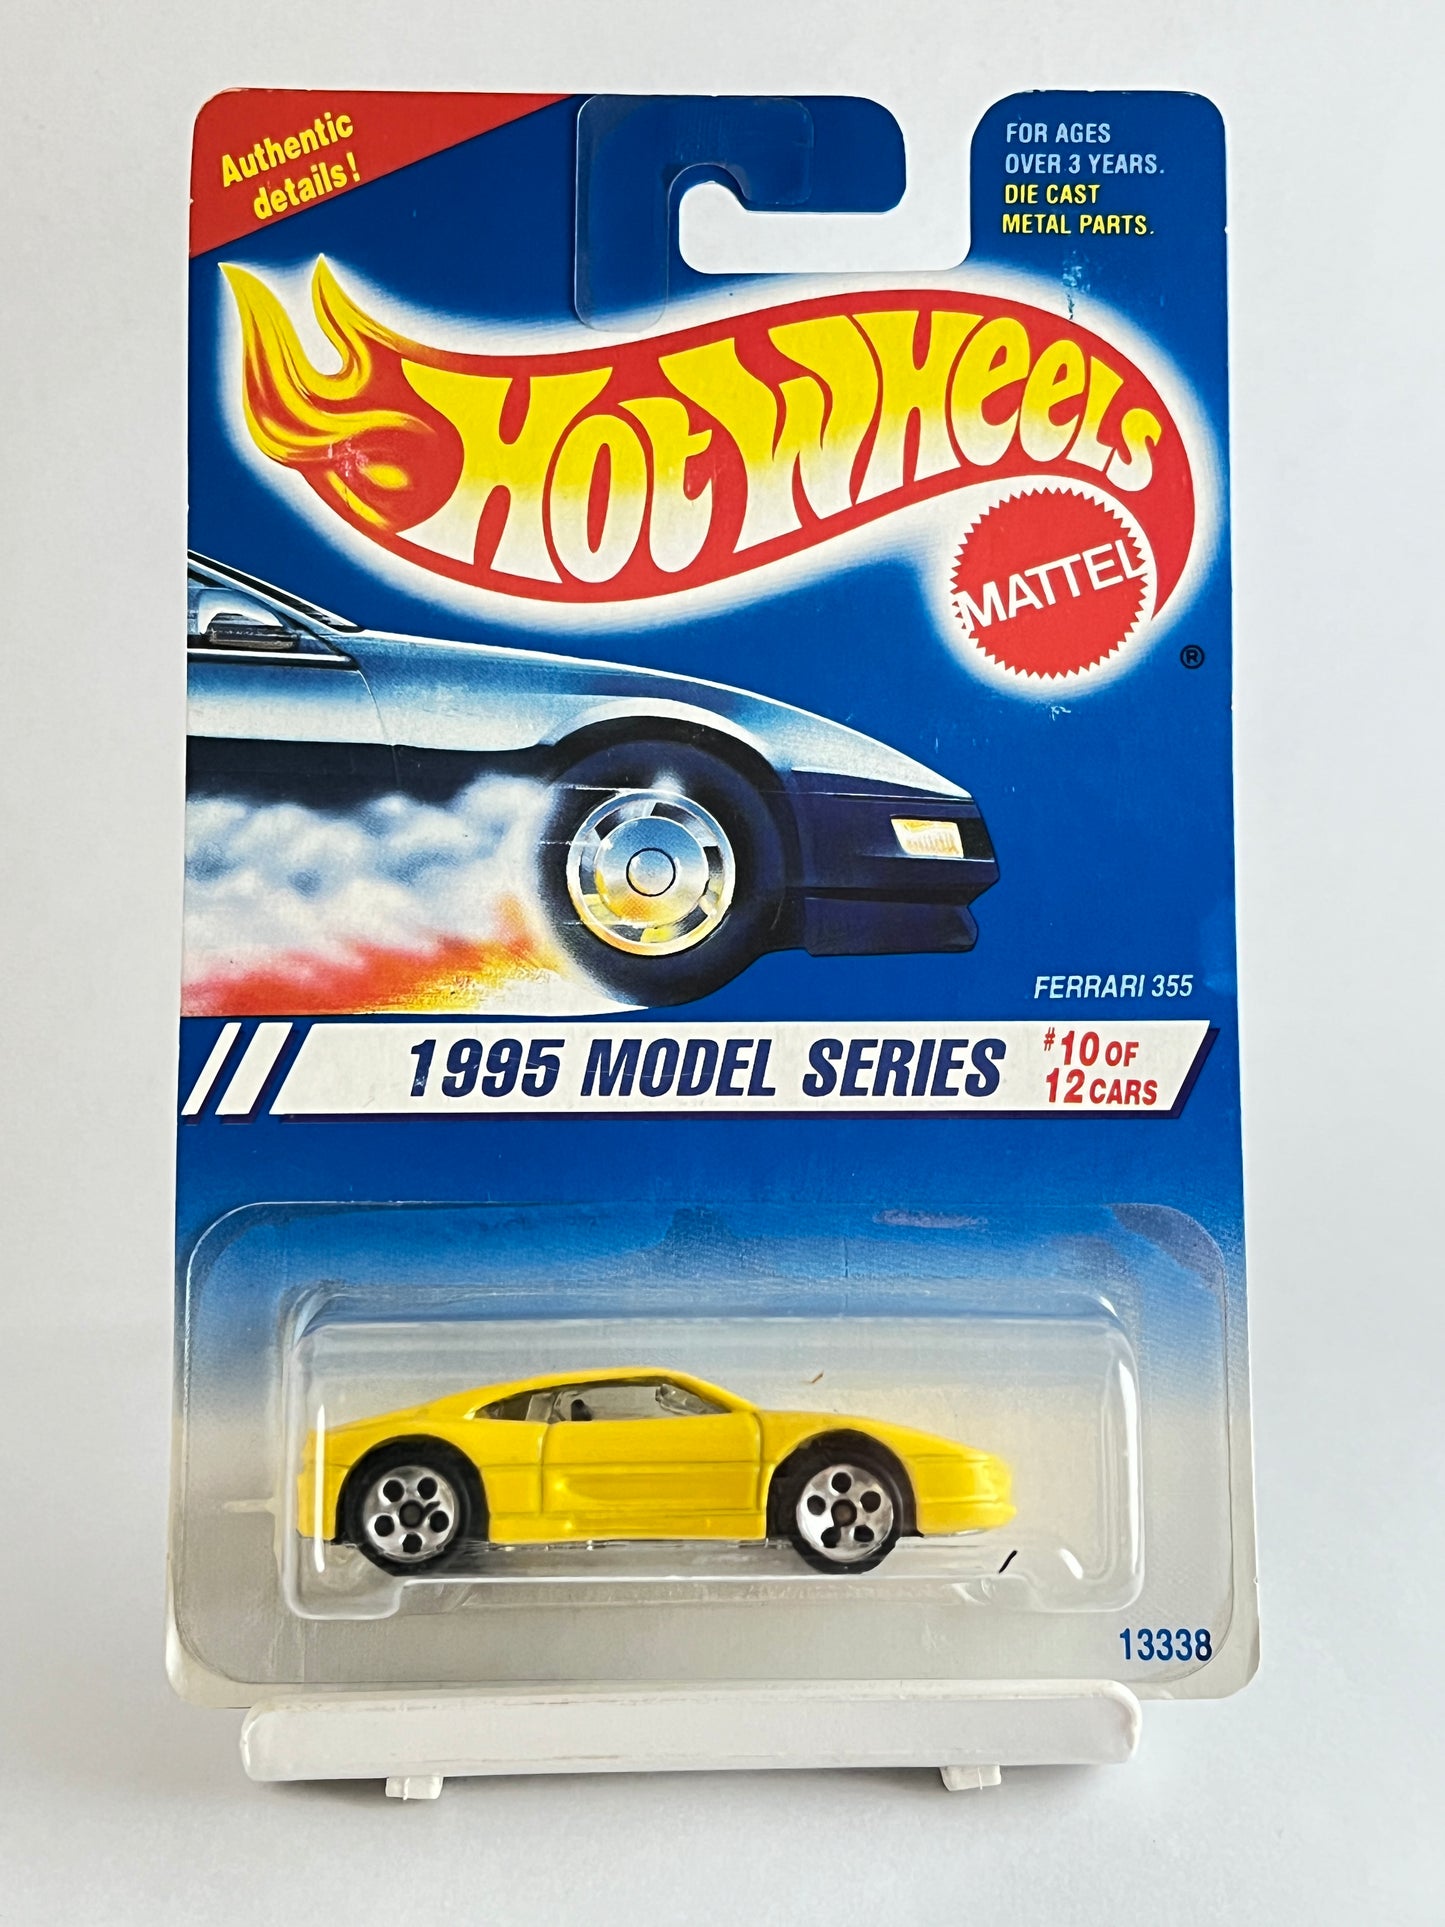 Authentic
details!
FOR AGES
OVER 3 YEARS.
DIE CAST
METAL PARTS.
HOT WHEELS
MATTEL
®
FERRARI 355
1995 MODEL SERIES
#10 OF
12 CARS
13338